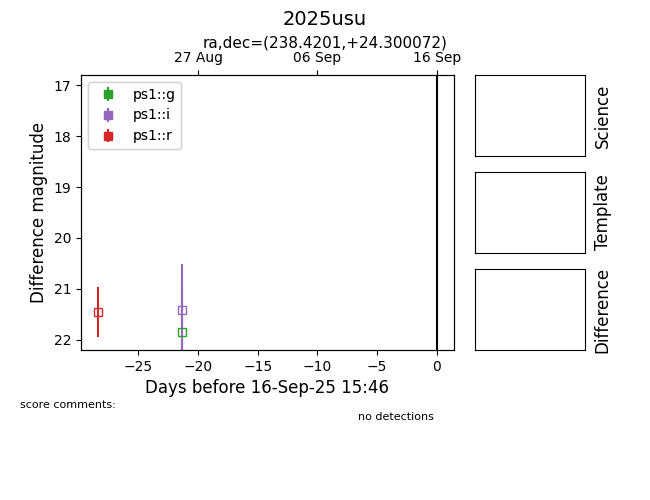 2025usu
ra,dec=(238.4201,+24.300072)
27 Aug 06 Sep 16 Sep
ps1::g
ps1::i
ps1::r
17
18
19
20
21
22
Difference magnitude
−25 −20 −15 −10 −5 0
Days before 16-Sep-25 15:46
Science
Template
Difference
score comments:
no detections